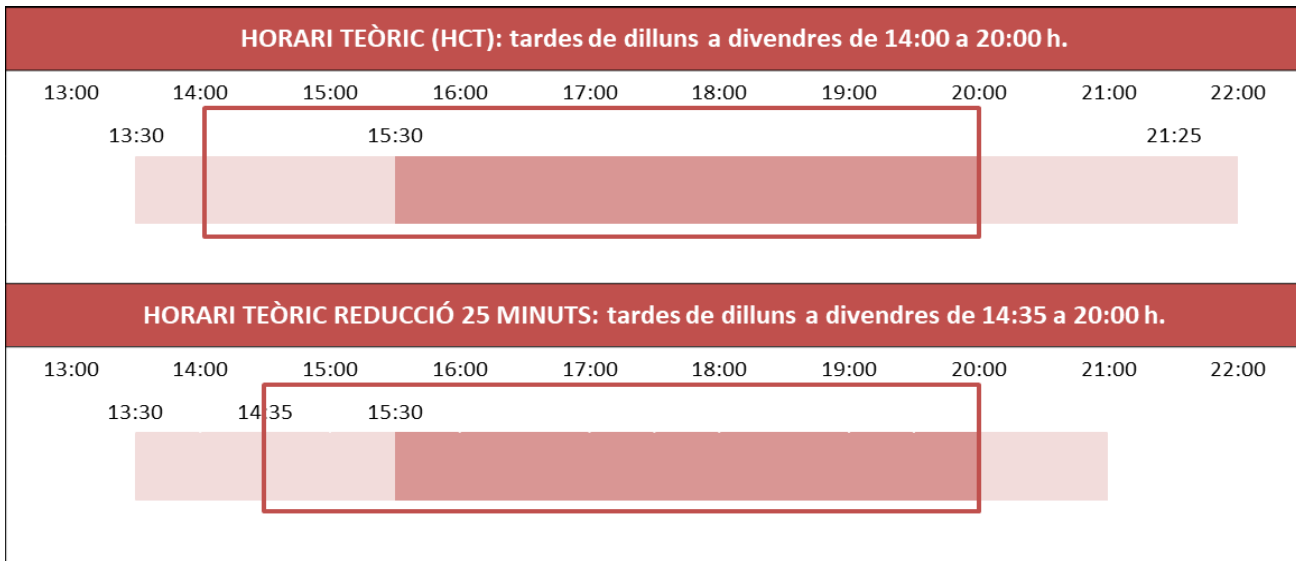 HORARI TEÒRIC (HCT): tardes de dilluns a divendres de 14:00 a 20:00 h.
13:00 14:00 15:00 16:00 17:00 18:00 19:00 20:00 21:00 22:00
13:30 15:30 21:25
HORARI TEÒRIC REDUCCIÓ 25 MINUTS: tardes de dilluns a divendres de 14:35 a 20:00 h.
13:00 14:00 15:00 16:00 17:00 18:00 19:00 20:00 21:00 22:00
13:30 14:35 15:30